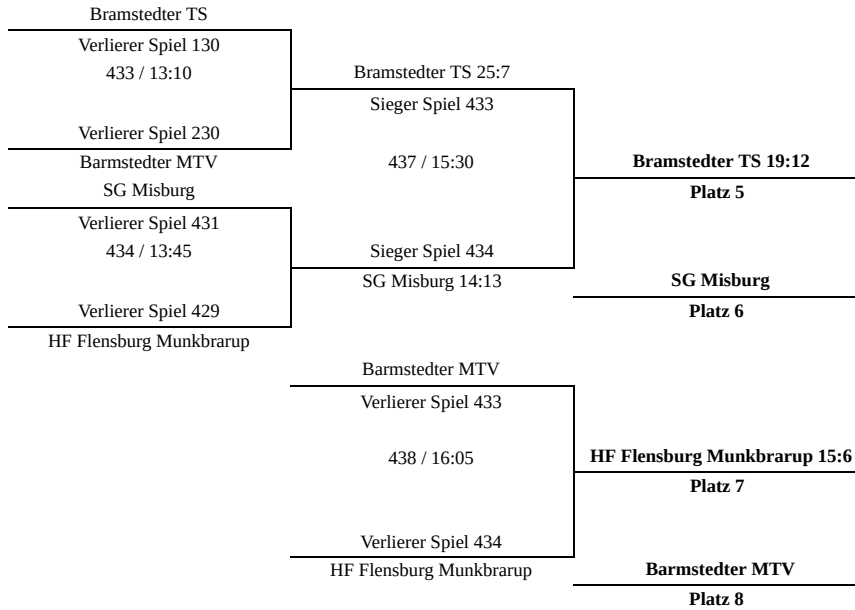 Bramstedter TS
Verlierer Spiel 130
433 / 13:10
Bramstedter TS 25:7
Sieger Spiel 433
Verlierer Spiel 230
Barmstedter MTV
437 / 15:30
Bramstedter TS 19:12
Platz 5
SG Misburg
Verlierer Spiel 431
434 / 13:45
Sieger Spiel 434
SG Misburg 14:13
SG Misburg
Platz 6
Verlierer Spiel 429
HF Flensburg Munkbrarup
Barmstedter MTV
Verlierer Spiel 433
438 / 16:05
HF Flensburg Munkbrarup 15:6
Platz 7
Verlierer Spiel 434
HF Flensburg Munkbrarup
Barmstedter MTV
Platz 8